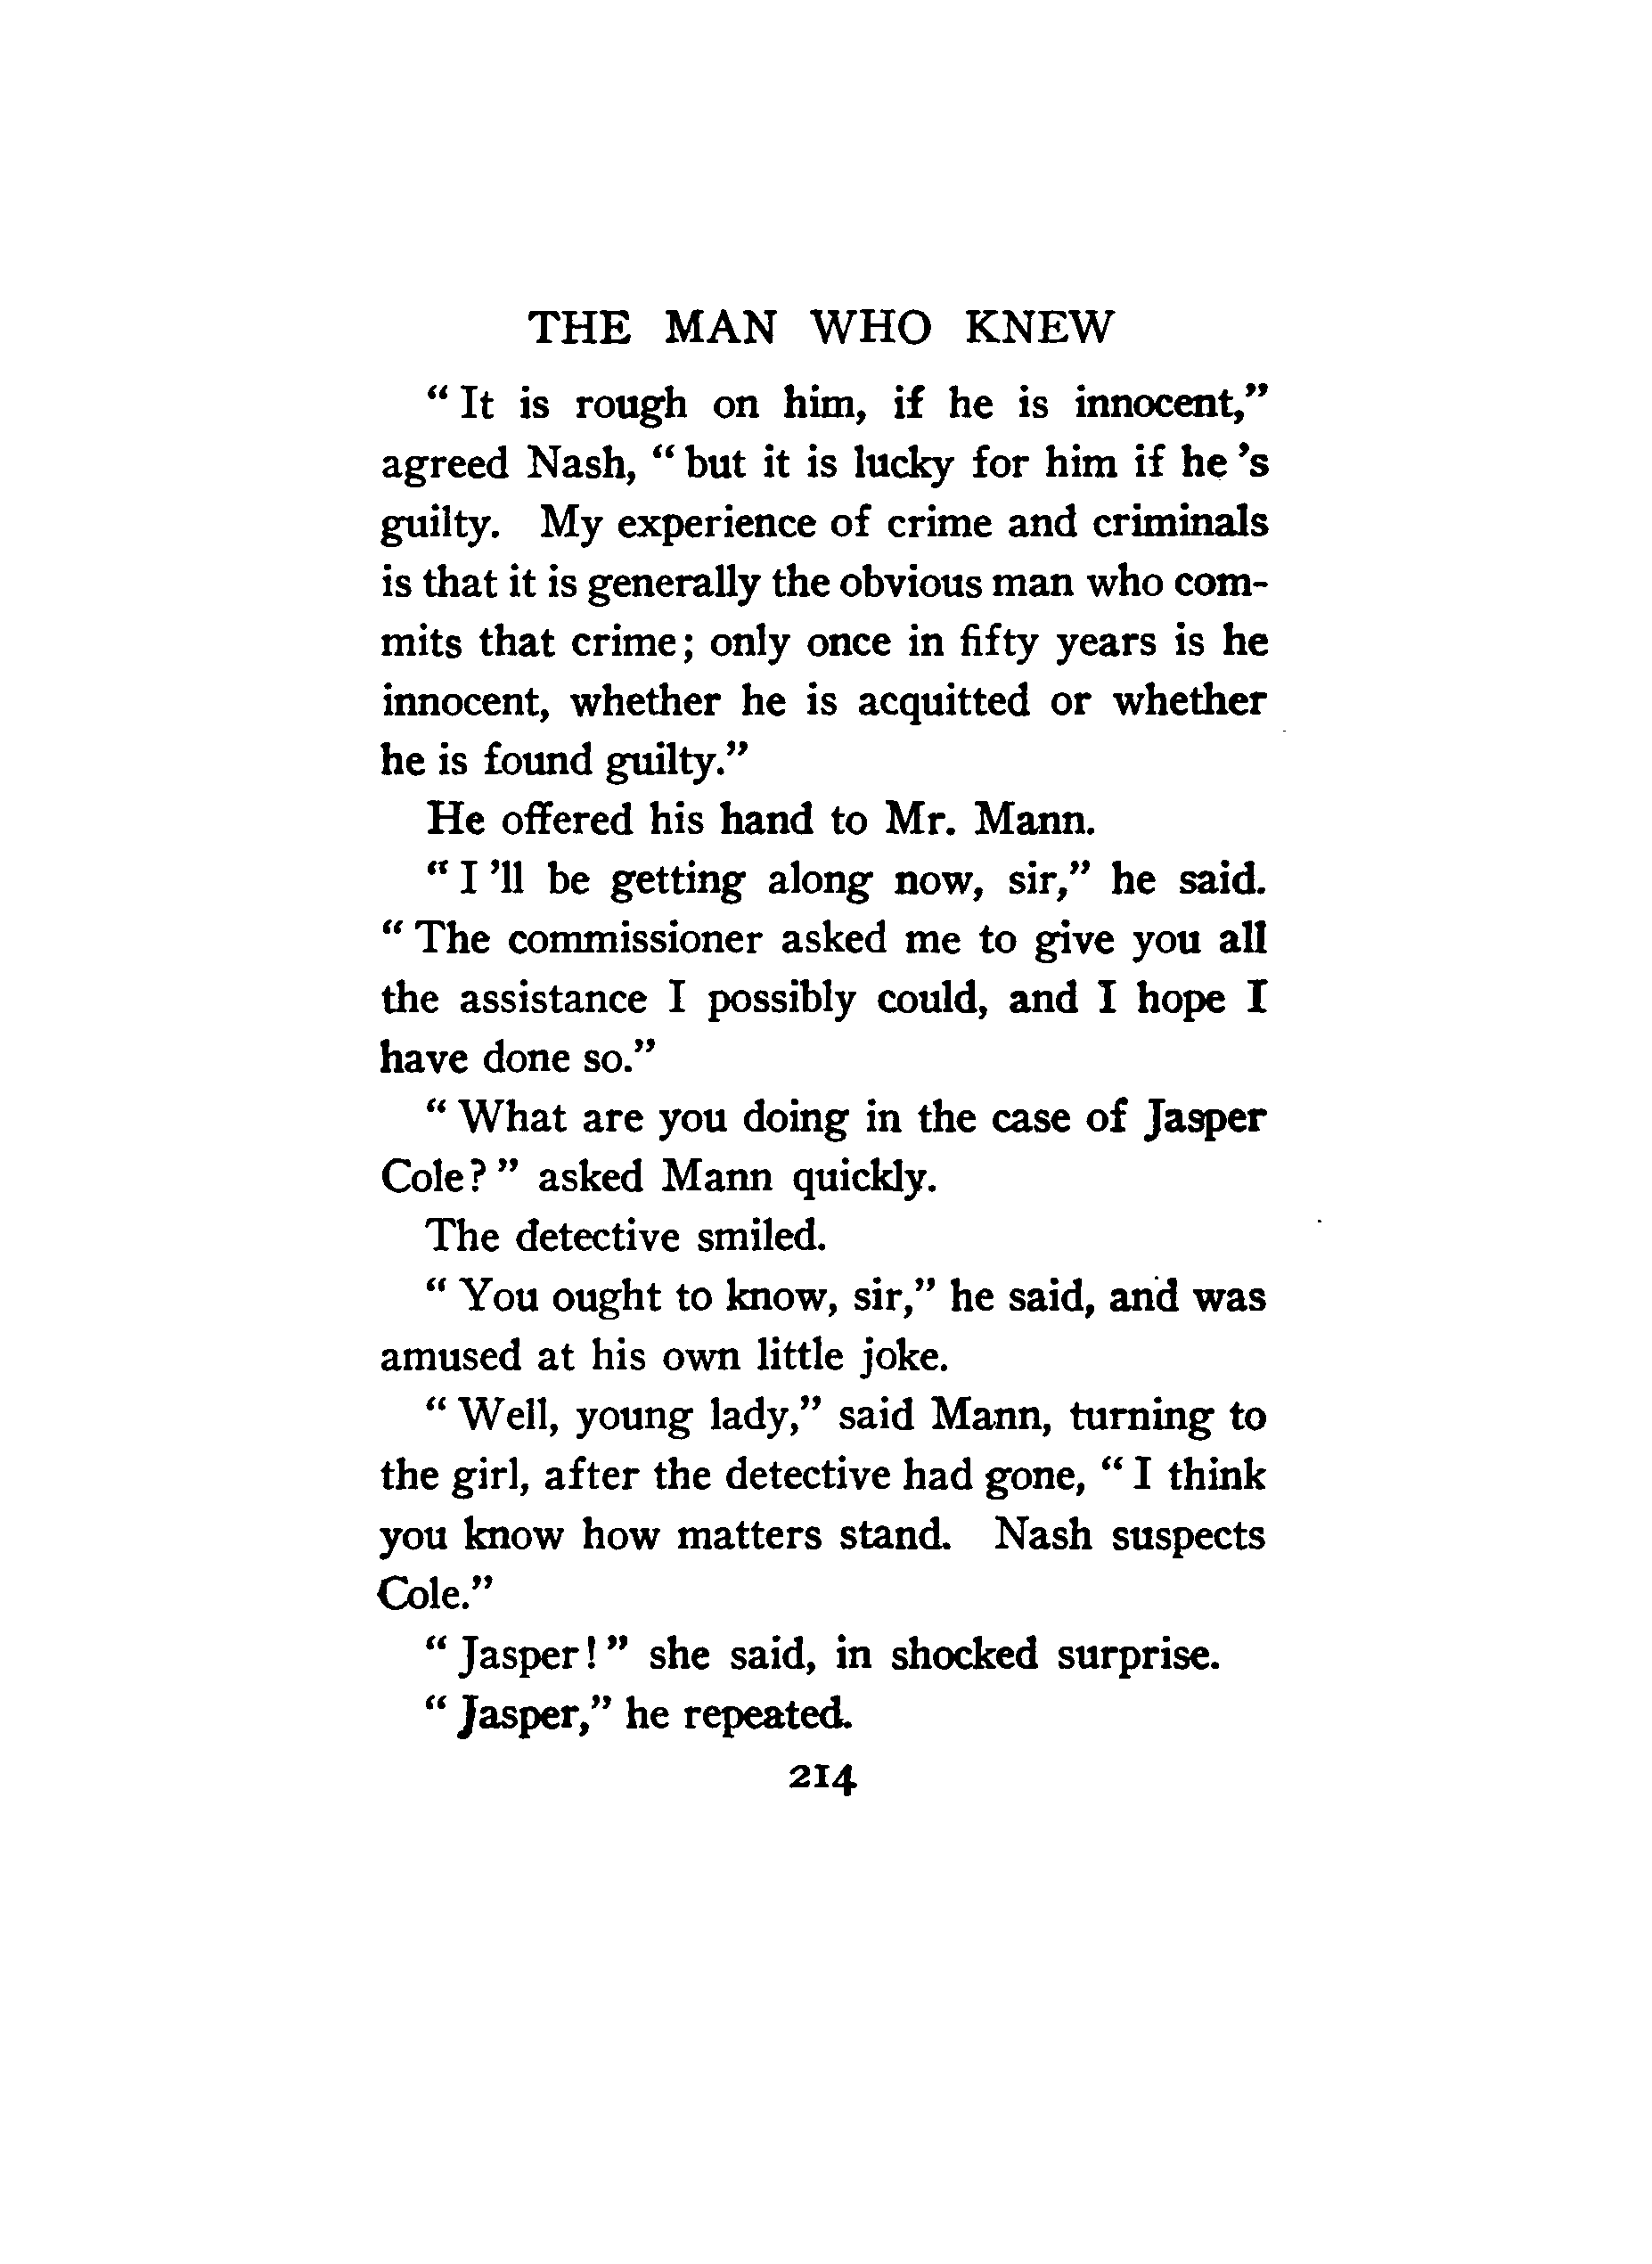 THE MAN WHO KNEW
“ It is rough on him, if he is innocent,”
agreed Nash, “ but it is lucky for him if he ’s
guilty. My experience of crime and criminals
is that it is generally the obvious man who com-
mits that crime; only once in fifty years is he
innocent, whether he is acquitted or whether
he is found guilty.”
He offered his hand to Mr. Mann.
“ I ’ll be getting along now, sir,” he said.
“ The commissioner asked me to give you all
the assistance I possibly could, and I hope I
have done so.”
“ What are you doing in the case of Jasper
Cole? ” asked Mann quickly.
The detective smiled.
“ You ought to know, sir,” he said, and was
amused at his own little joke.
“ Well, young lady,” said Mann, turning to
the girl, after the detective had gone, “ I think
you know how matters stand. Nash suspects
Cole.”
“ Jasper! ” she said, in shocked surprise.
“ Jasper,” he repeated.
214